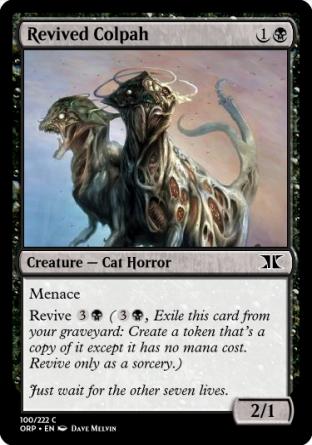 Revived Colpah 1
Creature — Cat Horror
Menace
Revive 3 ( 3 , Exile this card from
your graveyard: Create a token that's a
copy of it except it has no mana cost.
Revive only as a sorcery.)
Just wait for the other seven lives.
2/1
100/222 C
ORP • EN Dave Melvin